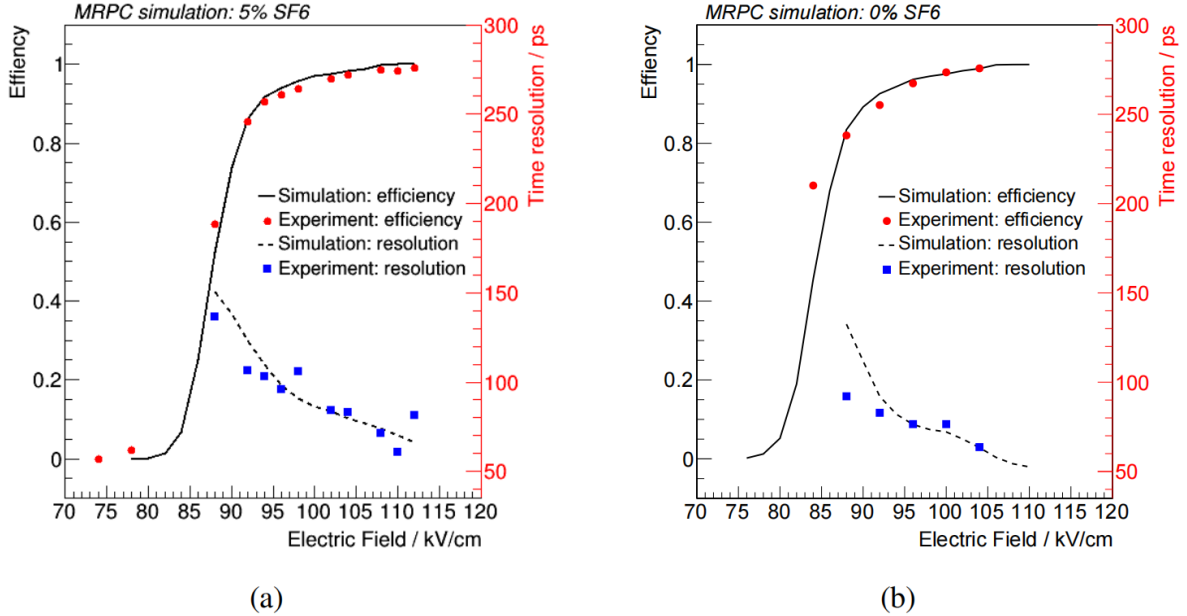 MRPC simulation: 5% SF6
Effiency
1
0.8
0.6
0.4
0.2
0
300
250
200
150
100
50
Time resolution / ps
Simulation: efficiency
Experiment: efficiency
Simulation: resolution
Experiment: resolution
70 75 80 85 90 95 100 105 110 115 120
Electric Field / kV/cm
(a)
MRPC simulation: 0% SF6
Effiency
1
0.8
0.6
0.4
0.2
0
300
250
200
150
100
50
Time resolution / ps
Simulation: efficiency
Experiment: efficiency
Simulation: resolution
Experiment: resolution
70 75 80 85 90 95 100 105 110 115 120
Electric Field / kV/cm
(b)